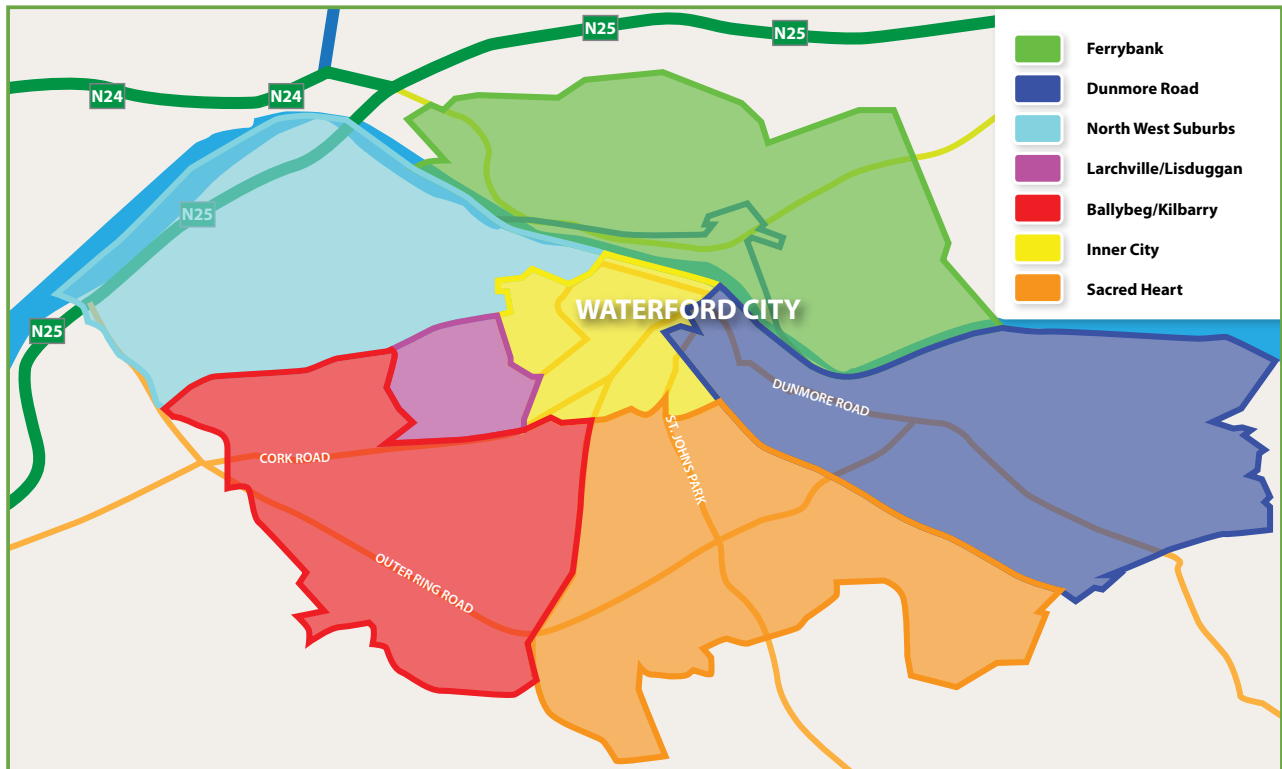 N25
N25
N24
N24
N25
N25
Ferrybank
Dunmore Road
North West Suburbs
Larchville/Lisduggan
Ballybeg/Kilbarry
Inner City
Sacred Heart
WATERFORD CITY
DUNMORE ROAD
ST. JOHNS PARK
CORK ROAD
OUTER RING ROAD